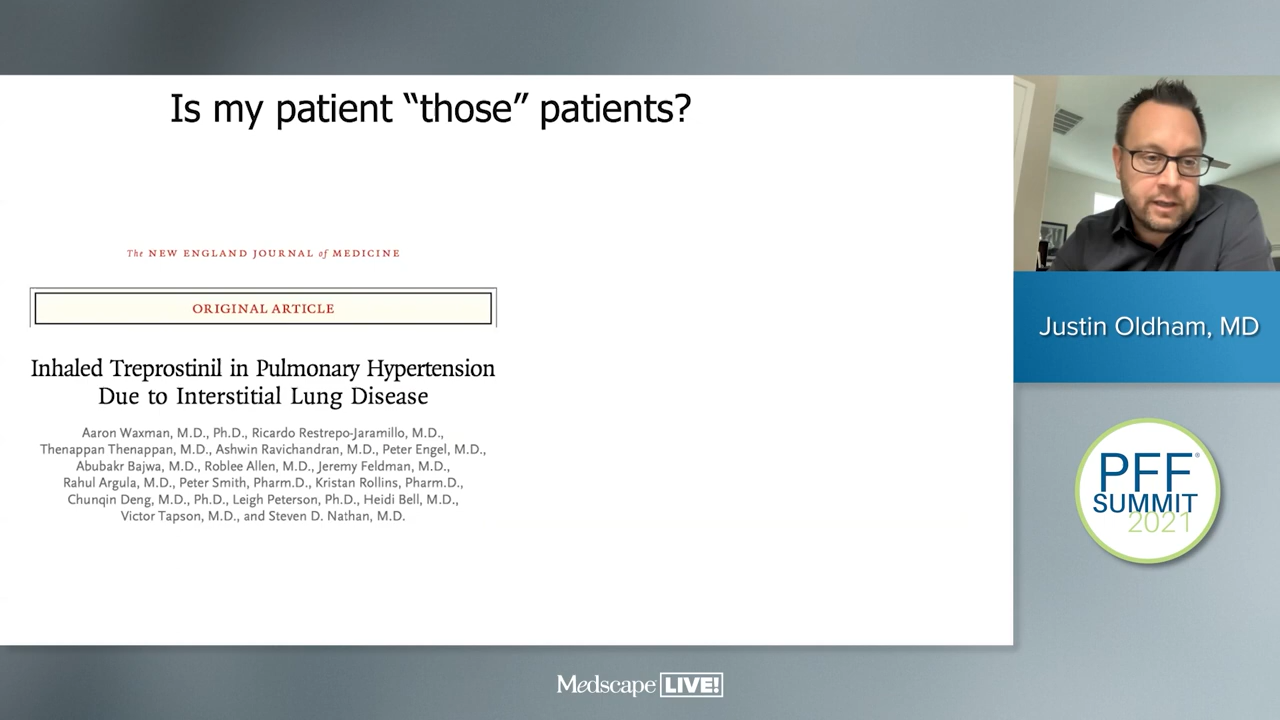 Is my patient “those” patients?
The NEW ENGLAND JOURNAL of MEDICINE
ORIGINAL ARTICLE
Inhaled Treprostinil in Pulmonary Hypertension
Due to Interstitial Lung Disease
Aaron Waxman, M.D., Ph.D., Ricardo Restrepo-Jaramillo, M.D.,
Thenappan Thenappan, M.D., Ashwin Ravichandran, M.D., Peter Engel, M.D.,
Abubakr Bajwa, M.D., Roblee Allen, M.D., Jeremy Feldman, M.D.,
Rahul Argula, M.D., Peter Smith, Pharm.D., Kristan Rollins, Pharm.D.,
Chunqin Deng, M.D., Ph.D., Leigh Peterson, Ph.D., Heidi Bell, M.D.,
Victor Tapson, M.D., and Steven D. Nathan, M.D.
Justin Oldham, MD
PFF®
SUMMIT
2021
Medscape LIVE!